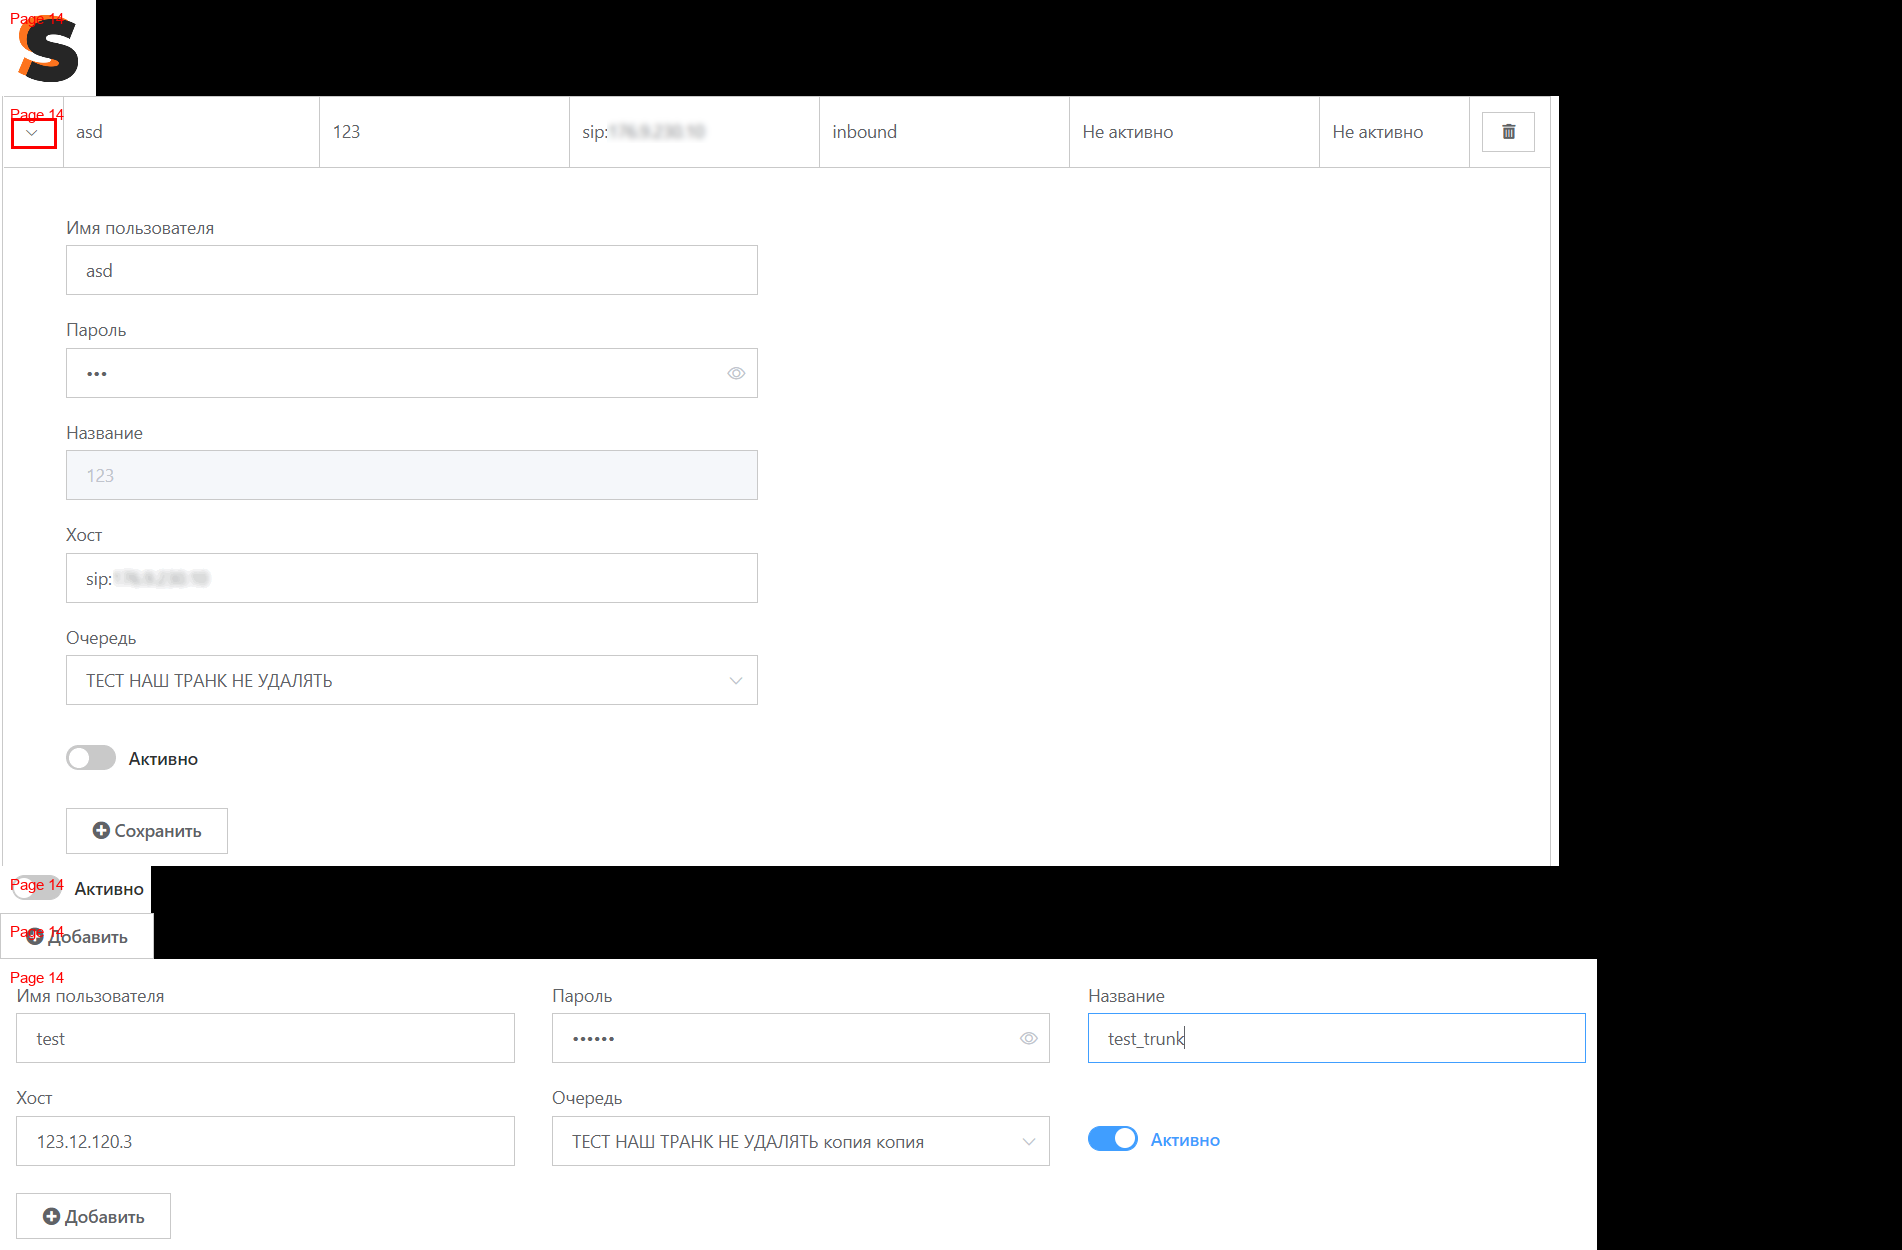 Page 14
S
Page 14
asd 123 sip: inbound Не активно Не активно
Имя пользователя
asd
Пароль
•••
Название
123
Хост
sip:
Очередь
ТЕСТ НАШ ТРАНК НЕ УДАЛЯТЬ
Активно
Сохранить
Page 14 Активно
Page 14 Добавить
Page 14
Имя пользователя Пароль Название
test •••••• test_trunk
Хост Очередь
123.12.120.3 ТЕСТ НАШ ТРАНК НЕ УДАЛЯТЬ копия копия Активно
Добавить